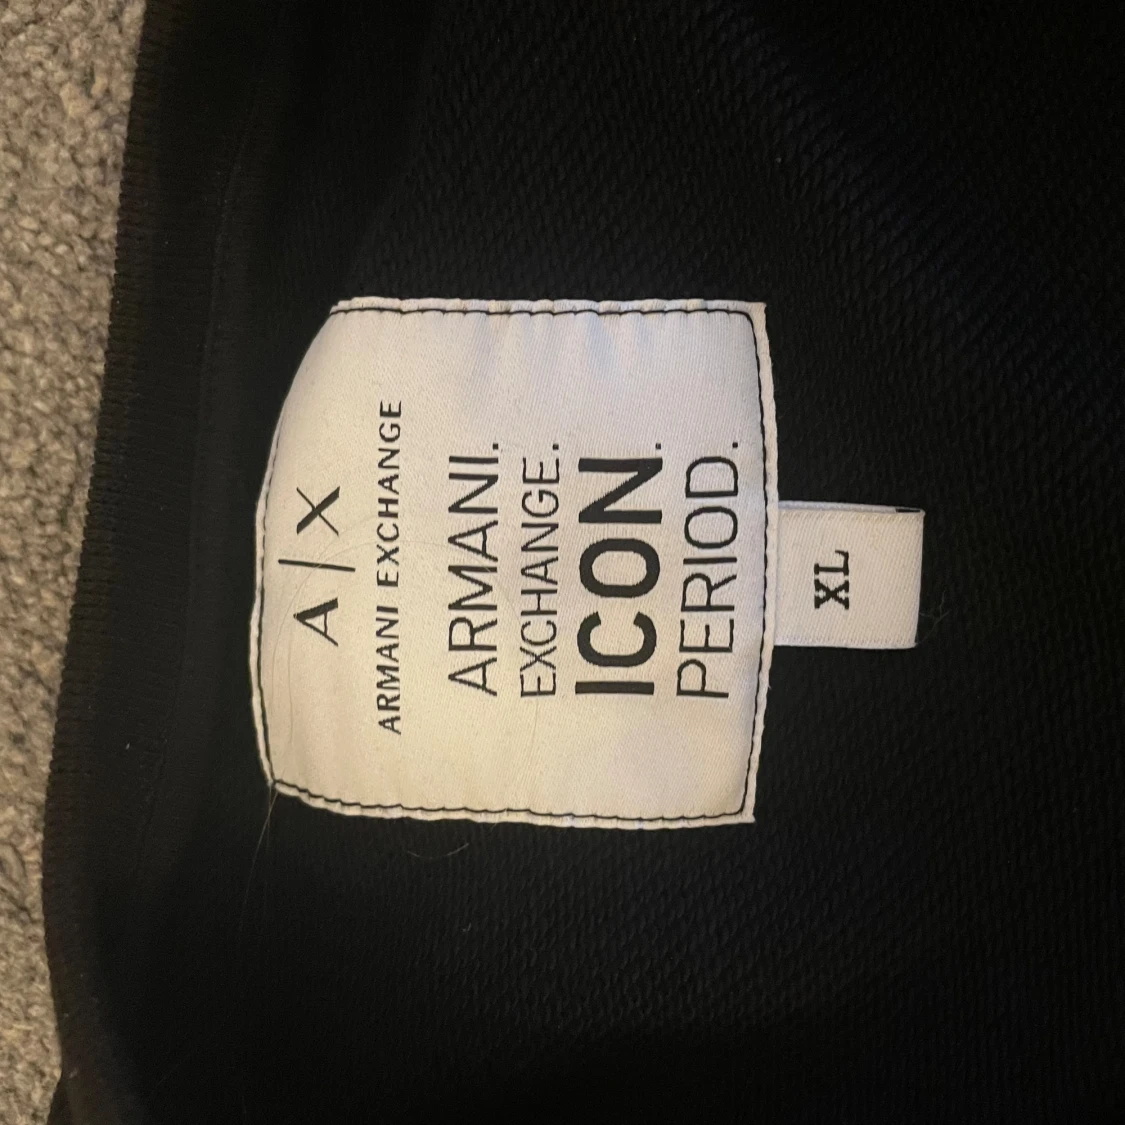 A|X
ARMANI EXCHANGE
ARMANI.
EXCHANGE.
ICON.
PERIOD.
XL